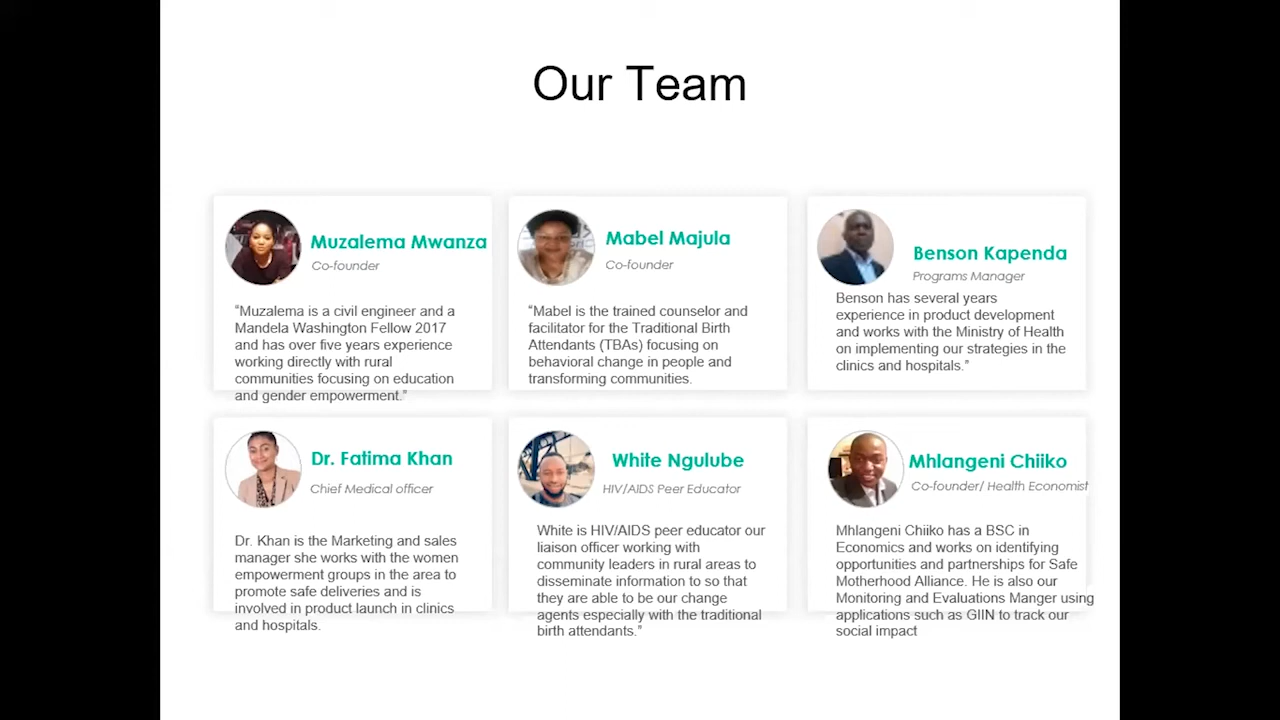 Our Team
Muzalema Mwanza
Co-founder
“Muzalema is a civil engineer and a
Mandela Washington Fellow 2017
and has over five years experience
working directly with rural
communities focusing on education
and gender empowerment.”
Mabel Majula
Co-founder
“Mabel is the trained counselor and
facilitator for the Traditional Birth
Attendants (TBAs) focusing on
behavioral change in people and
transforming communities.
Benson Kapenda
Programs Manager
Benson has several years
experience in product development
and works with the Ministry of Health
on implementing our strategies in the
clinics and hospitals.”
Dr. Fatima Khan
Chief Medical officer
Dr. Khan is the Marketing and sales
manager she works with the women
empowerment groups in the area to
promote safe deliveries and is
involved in product launch in clinics
and hospitals.
White Ngulube
HIV/AIDS Peer Educator
White is HIV/AIDS peer educator our
liaison officer working with
community leaders in rural areas to
disseminate information to so that
they are able to be our change
agents especially with the traditional
birth attendants.”
Mhlangeni Chiiko
Co-founder/ Health Economist
Mhlangeni Chiiko has a BSC in
Economics and works on identifying
opportunities and partnerships for Safe
Motherhood Alliance. He is also our
Monitoring and Evaluations Manger using
applications such as GIIN to track our
social impact